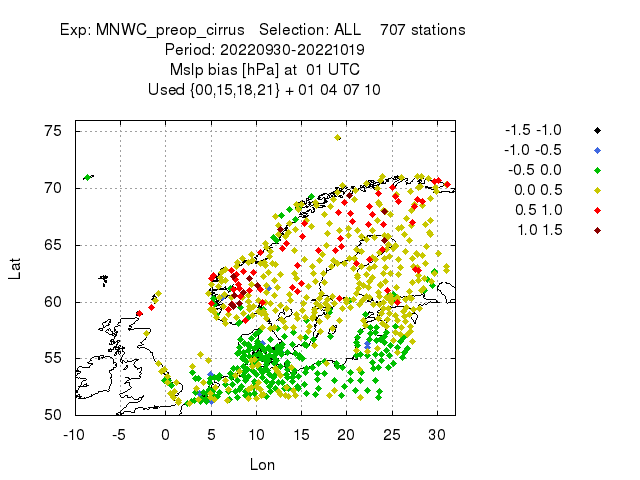 Exp: MNWC_preop_cirrus   Selection: ALL    707 stations
Period: 20220930-20221019
Mslp bias [hPa] at  01 UTC
Used {00,15,18,21} + 01 04 07 10
-1.5 -1.0
-1.0 -0.5
-0.5 0.0
0.0 0.5
0.5 1.0
1.0 1.5
Lat
75
70
65
60
55
50
-10 -5 0 5 10 15 20 25 30
Lon